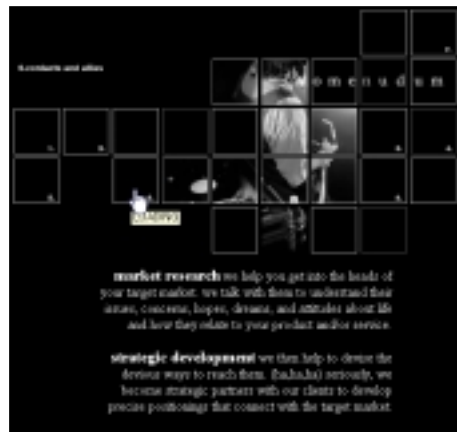 o m e n u d u m
LOADING
market research we help you get into the heads of
your target market. we talk with them to understand their
issues, concerns, hopes, dreams, and attitudes about life
and how they relate to your product and/or service.
strategic development we then help to devise the
devious ways to reach them. (ha,ha,ha) seriously, we
become strategic partners with our clients to develop
precise positionings that connect with the target market.